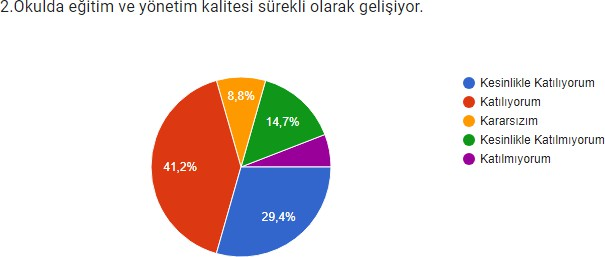 2.Okulda eğitim ve yönetim kalitesi sürekli olarak gelişiyor.
Kesinlikle Katılıyorum
Katılıyorum
Kararsızım
Kesinlikle Katılmıyorum
Katılmıyorum
8,8%
14,7%
41,2%
29,4%